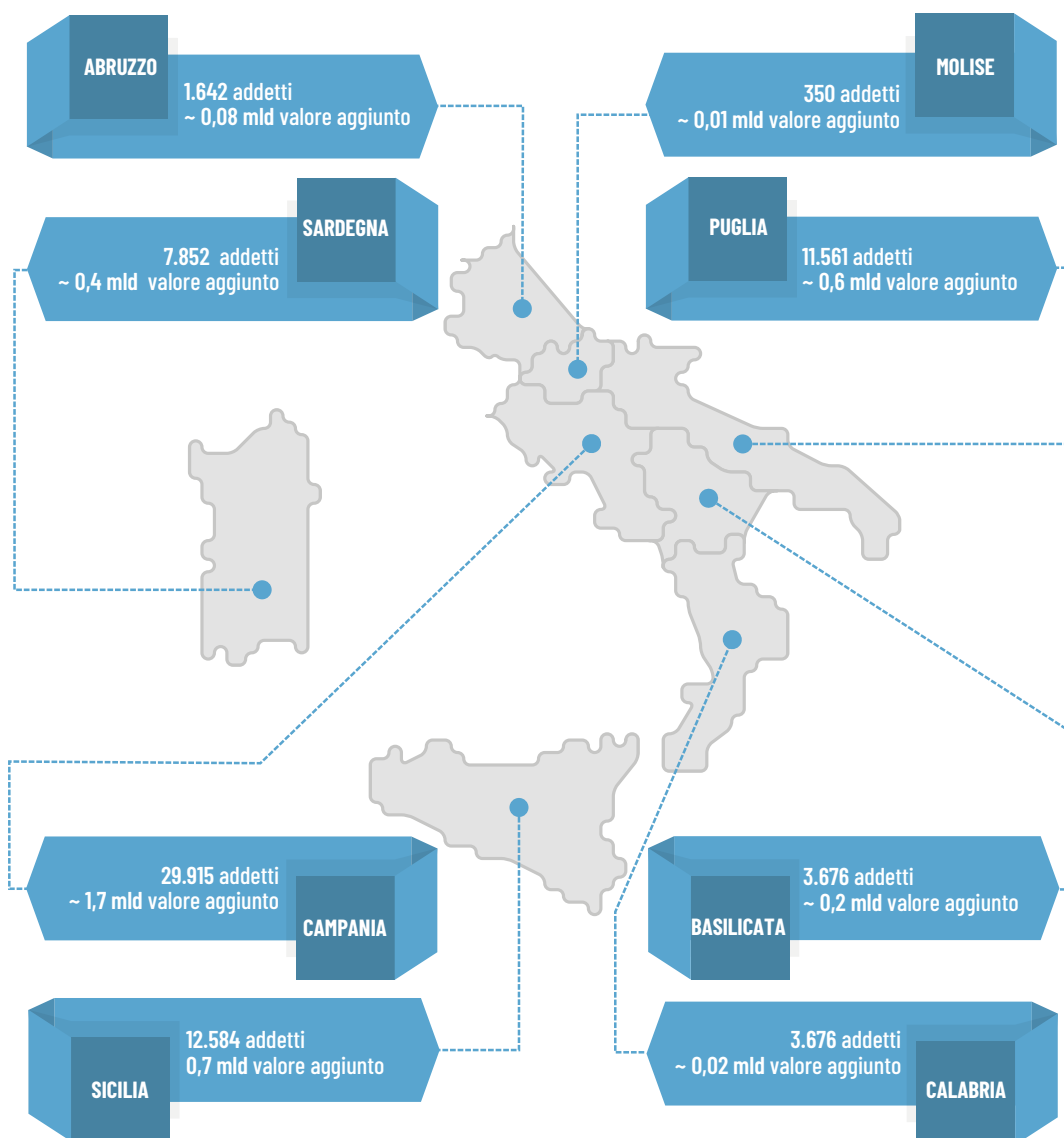 ABRUZZO
1.642 addetti
~ 0,08 mld valore aggiunto
MOLISE
350 addetti
~ 0,01 mld valore aggiunto
SARDEGNA
7.852 addetti
~ 0,4 mld valore aggiunto
PUGLIA
11.561 addetti
~ 0,6 mld valore aggiunto
29.915 addetti
~ 1,7 mld valore aggiunto
CAMPANIA
3.676 addetti
~ 0,2 mld valore aggiunto
BASILICATA
12.584 addetti
0,7 mld valore aggiunto
SICILIA
3.676 addetti
~ 0,02 mld valore aggiunto
CALABRIA